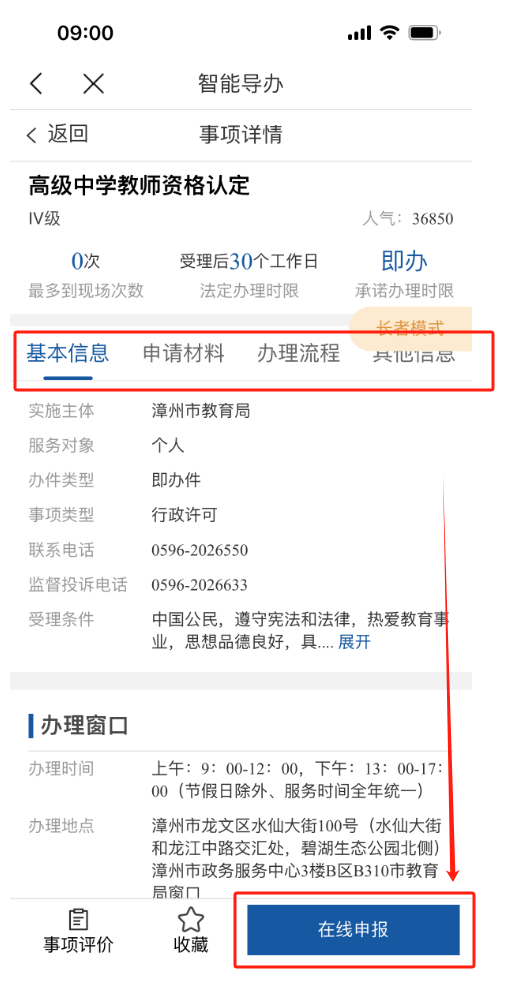 09:00
智能导办
返回 事项详情
高级中学教师资格认定
IV级 人气：36850
0次 受理后30个工作日 即办
最多到现场次数 法定办理时限 承诺办理时限
长者模式
基本信息 申请材料 办理流程 其他信息
实施主体 漳州市教育局
服务对象 个人
办件类型 即办件
事项类型 行政许可
联系电话 0596-2026550
监督投诉电话 0596-2026633
受理条件 中国公民，遵守宪法和法律，热爱教育事
业，思想品德良好，具.... 展开
办理窗口
办理时间 上午：9：00-12：00，下午：13：00-17：
00（节假日除外、服务时间全年统一）
办理地点 漳州市龙文区水仙大街100号（水仙大街
和龙江中路交汇处，碧湖生态公园北侧）
漳州市政务服务中心3楼B区B310市教育
局窗口
事项评价 收藏 在线申报